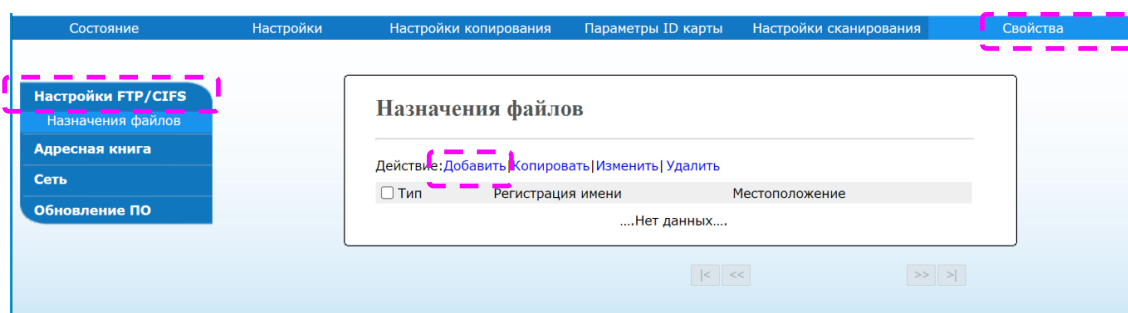 Состояние Настройки Настройки копирования Параметры ID карты Настройки сканирования Свойства
Настройки FTP/CIFS
Назначения файлов
Адресная книга
Сеть
Обновление ПО
Назначения файлов
Действие:Добавить|Копировать|Изменить| Удалить
Тип Регистрация имени Местоположение
....Нет данных....
|< << >> >|